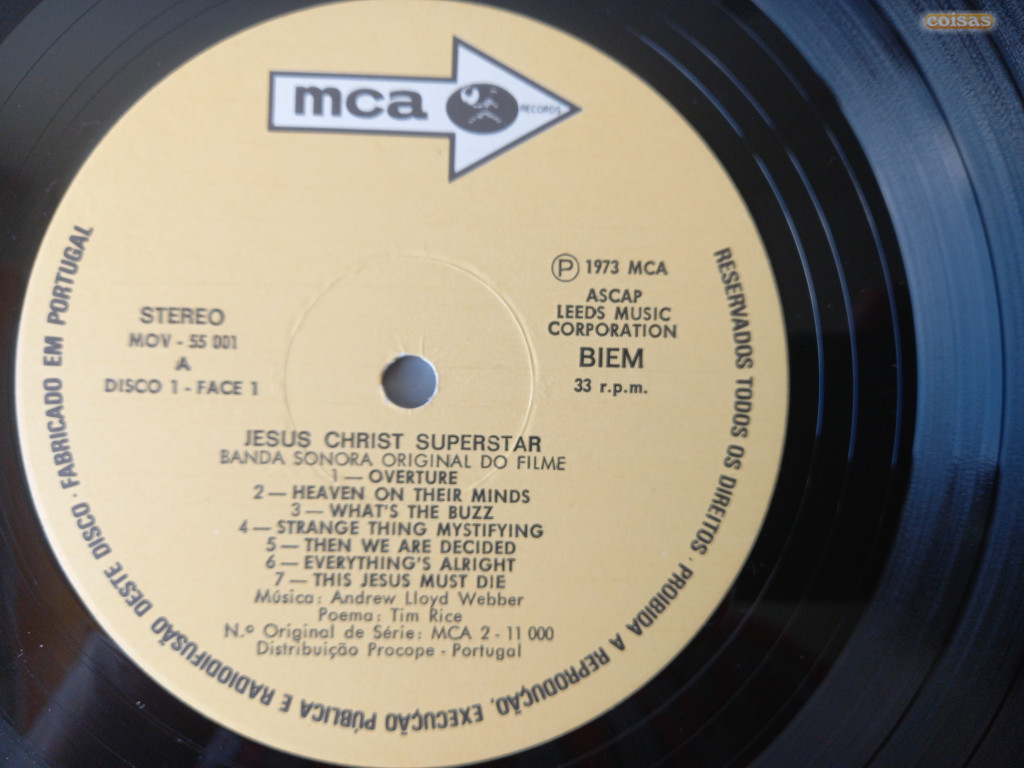 coisas
mca
RECORDS
STEREO
MOV - 55 001
A
DISCO 1 - FACE 1
P 1973 MCA
ASCAP
LEEDS MUSIC
CORPORATION
BIEM
33 r.p.m.
JESUS CHRIST SUPERSTAR
BANDA SONORA ORIGINAL DO FILME
1 — OVERTURE
2 — HEAVEN ON THEIR MINDS
3 — WHAT'S THE BUZZ
4 — STRANGE THING MYSTIFYING
5 — THEN WE ARE DECIDED
6 — EVERYTHING'S ALRIGHT
7 — THIS JESUS MUST DIE
Música: Andrew Lloyd Webber
Poema: Tim Rice
N.º Original de Série: MCA 2 - 11 000
Distribuição Procope - Portugal
RESERVADOS TODOS OS DIREITOS · PROIBIDA A REPRODUÇÃO, EXECUÇÃO PÚBLICA E RADIODIFUSÃO DESTE DISCO · FABRICADO EM PORTUGAL